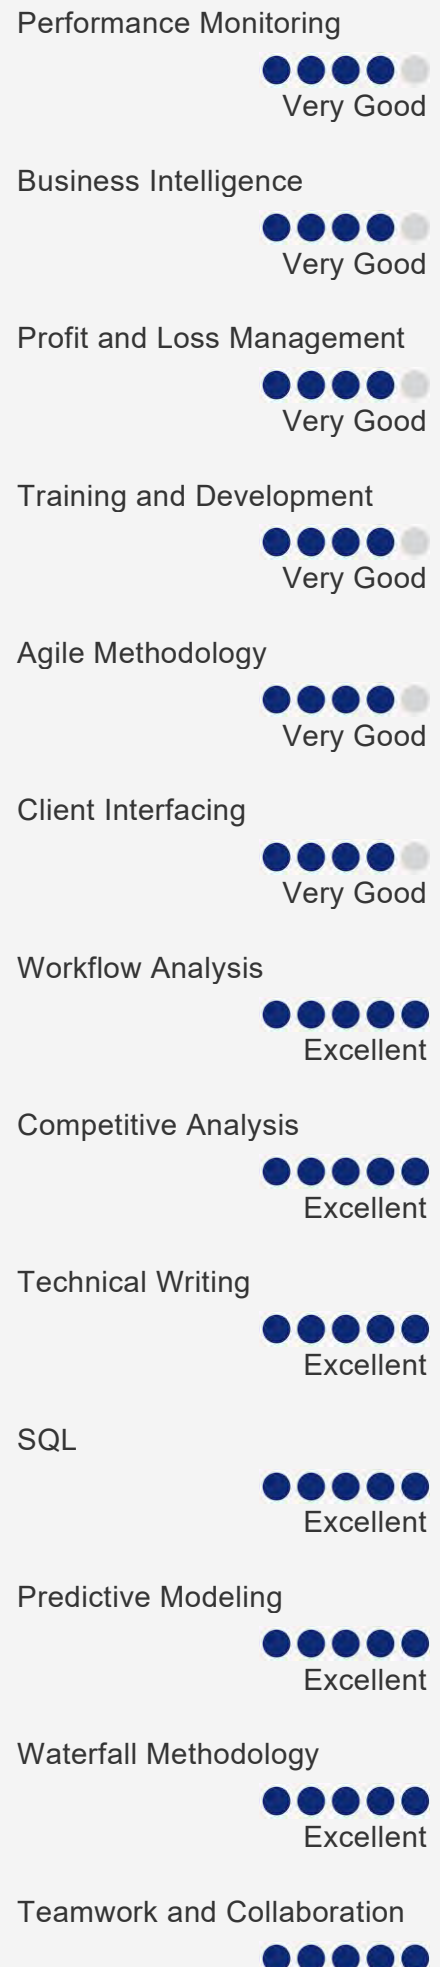 Performance Monitoring
Very Good
Business Intelligence
Very Good
Profit and Loss Management
Very Good
Training and Development
Very Good
Agile Methodology
Very Good
Client Interfacing
Very Good
Workflow Analysis
Excellent
Competitive Analysis
Excellent
Technical Writing
Excellent
SQL
Excellent
Predictive Modeling
Excellent
Waterfall Methodology
Excellent
Teamwork and Collaboration